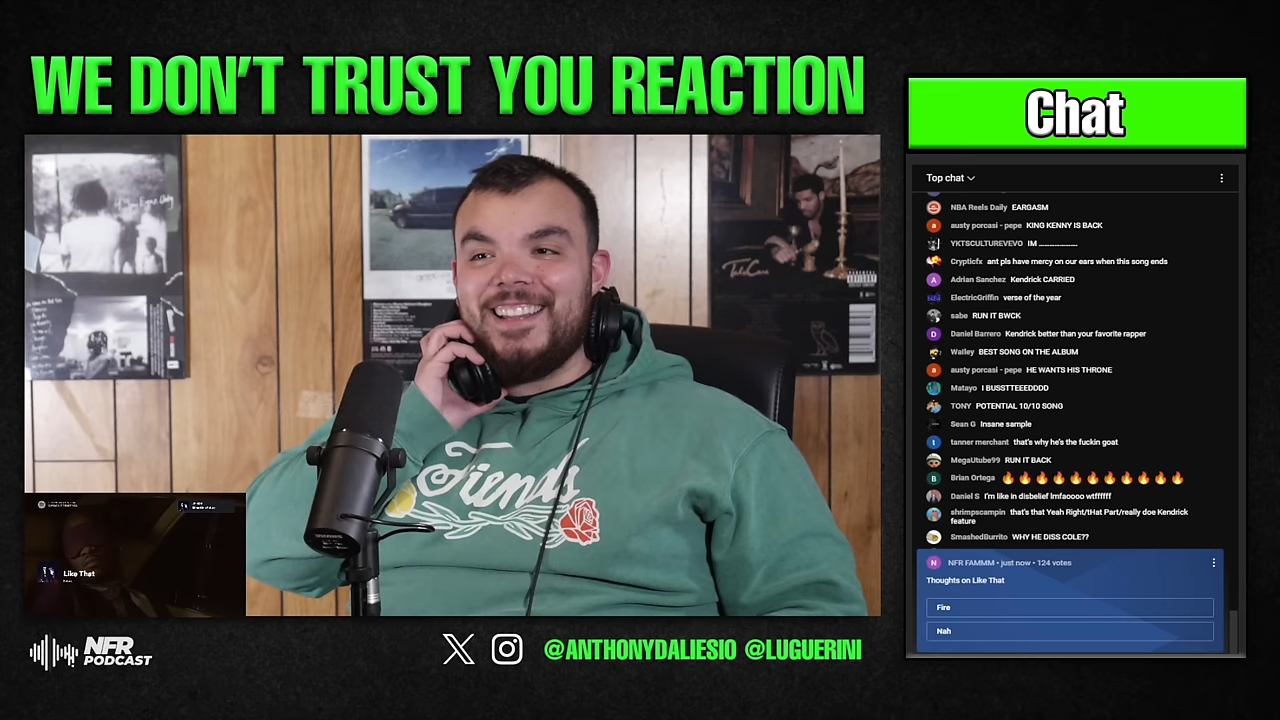 WE DON'T TRUST YOU REACTION
Chat
Top chat
NBA Reels Daily EARGASM
austy porcasi - pepe KING KENNY IS BACK
YKTSCULTUREVEVO IM ...................
Crypticfx ant pls have mercy on our ears when this song ends
Adrian Sanchez Kendrick CARRIED
ElectricGriffin verse of the year
sabe RUN IT BWCK
Daniel Barrero Kendrick better than your favorite rapper
Walley BEST SONG ON THE ALBUM
austy porcasi - pepe HE WANTS HIS THRONE
Matayo I BUSSTTEEEDDDD
TONY POTENTIAL 10/10 SONG
Sean G Insane sample
tanner merchant that's why he's the fuckin goat
MegaUtube99 RUN IT BACK
Brian Ortega 🔥🔥🔥🔥🔥🔥🔥🔥🔥🔥🔥
Daniel S I'm like in disbelief lmfaoooo wtffffff
shrimpscampin that's that Yeah Right/tHat Part/really doe Kendrick
feature
SmashedBurrito WHY HE DISS COLE??
NFR FAMMM • just now • 124 votes
Thoughts on Like That
Fire
Nah
Take Care
Fiends
Like That
NFR
PODCAST
@ANTHONYDALIESIO @LUGUERINI